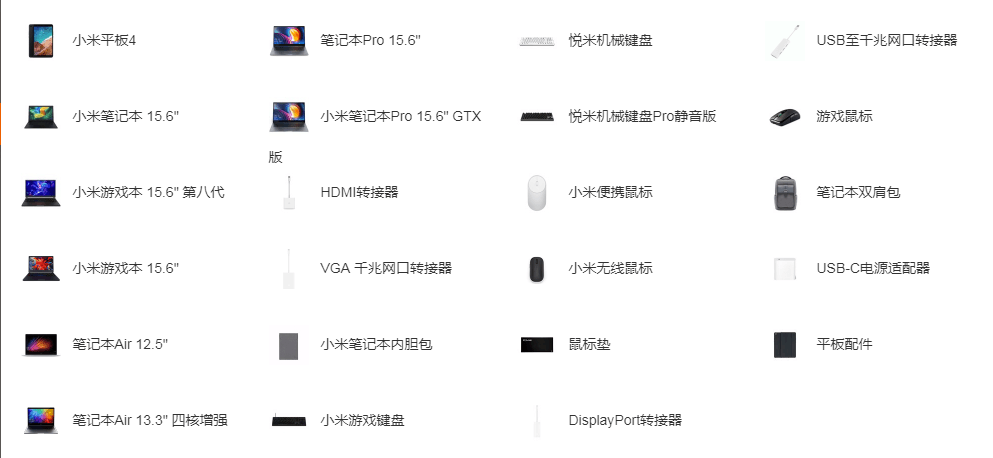 小米平板4
小米笔记本 15.6"
小米游戏本 15.6" 第八代
小米游戏本 15.6"
笔记本Air 12.5"
笔记本Air 13.3" 四核增强
笔记本Pro 15.6"
小米笔记本Pro 15.6" GTX
版
HDMI转接器
VGA 千兆网口转接器
小米笔记本内胆包
小米游戏键盘
悦米机械键盘
悦米机械键盘Pro静音版
小米便携鼠标
小米无线鼠标
鼠标垫
DisplayPort转接器
USB至千兆网口转接器
游戏鼠标
笔记本双肩包
USB-C电源适配器
平板配件